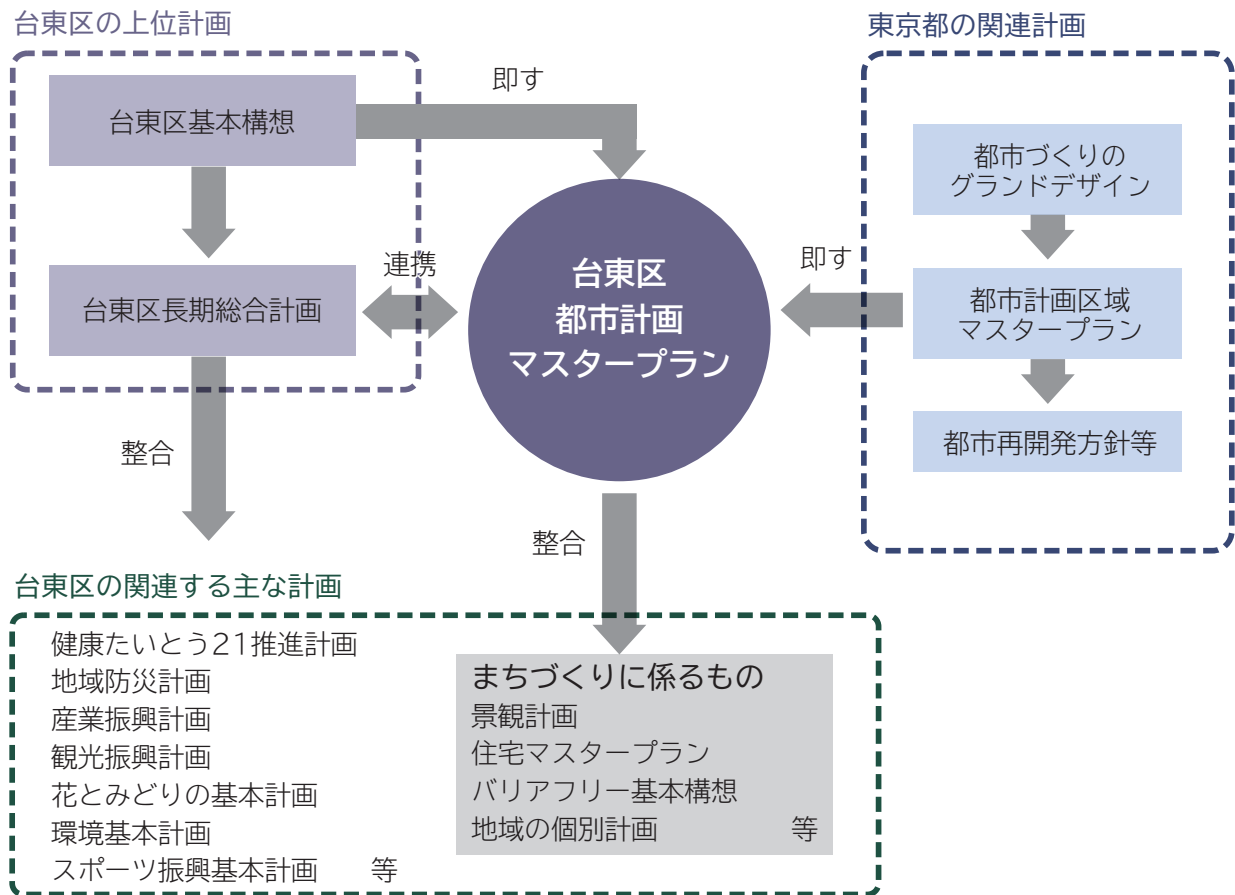 台東区の上位計画
東京都の関連計画
台東区基本構想
即す
都市づくりの
グランドデザイン
台東区長期総合計画
連携
台東区
都市計画
マスタープラン
即す
都市計画区域
マスタープラン
都市再開発方針等
整合
整合
台東区の関連する主な計画
健康たいとう21推進計画
地域防災計画
産業振興計画
観光振興計画
花とみどりの基本計画
環境基本計画
スポーツ振興基本計画 等
まちづくりに係るもの
景観計画
住宅マスタープラン
バリアフリー基本構想
地域の個別計画 等